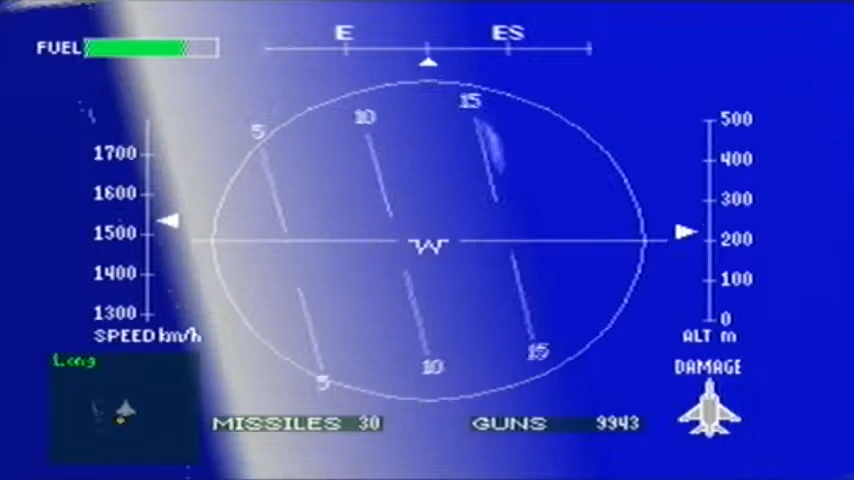 E ES
FUEL
5 10 15
1700
1600
1500
1400
1300
SPEED km/h
500
400
300
200
100
0
ALT m
5 10 15
Long
DAMAGE
MISSILES 30
GUNS 9943